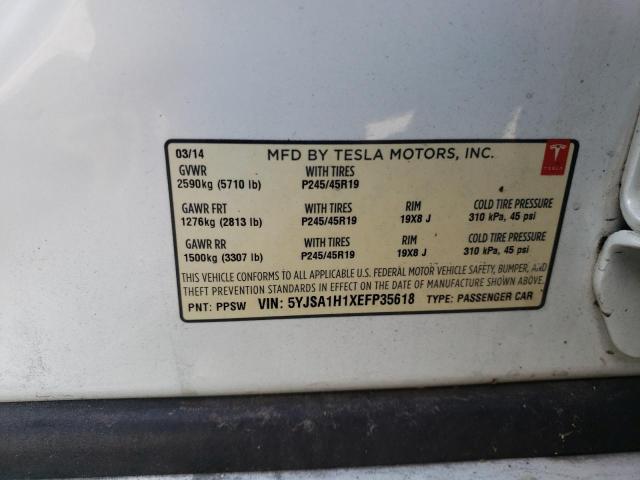 03/14 MFD BY TESLA MOTORS, INC.
GVWR WITH TIRES
2590kg (5710 lb) P245/45R19
TESLA
GAWR FRT WITH TIRES RIM COLD TIRE PRESSURE
1276kg (2813 lb) P245/45R19 19X8 J 310 kPa, 45 psi
GAWR RR WITH TIRES RIM COLD TIRE PRESSURE
1500kg (3307 lb) P245/45R19 19X8 J 310 kPa, 45 psi
THIS VEHICLE CONFORMS TO ALL APPLICABLE U.S. FEDERAL MOTOR VEHICLE SAFETY, BUMPER, AND
THEFT PREVENTION STANDARDS IN EFFECT ON THE DATE OF MANUFACTURE SHOWN ABOVE.
PNT: PPSW VIN: 5YJSA1H1XEFP35618 TYPE: PASSENGER CAR